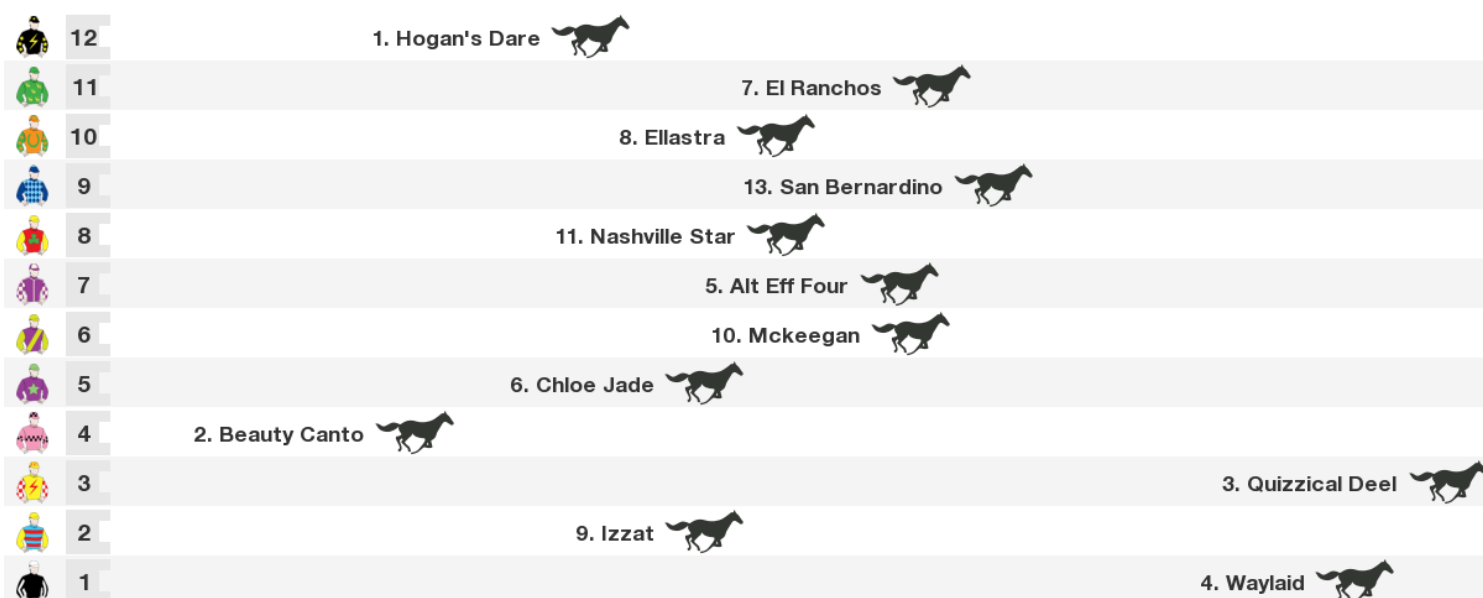 12 1. Hogan's Dare
11 7. El Ranchos
10 8. Ellastra
9 13. San Bernardino
8 11. Nashville Star
7 5. Alt Eff Four
6 10. Mckeegan
5 6. Chloe Jade
4 2. Beauty Canto
3 3. Quizzical Deel
2 9. Izzat
1 4. Waylaid